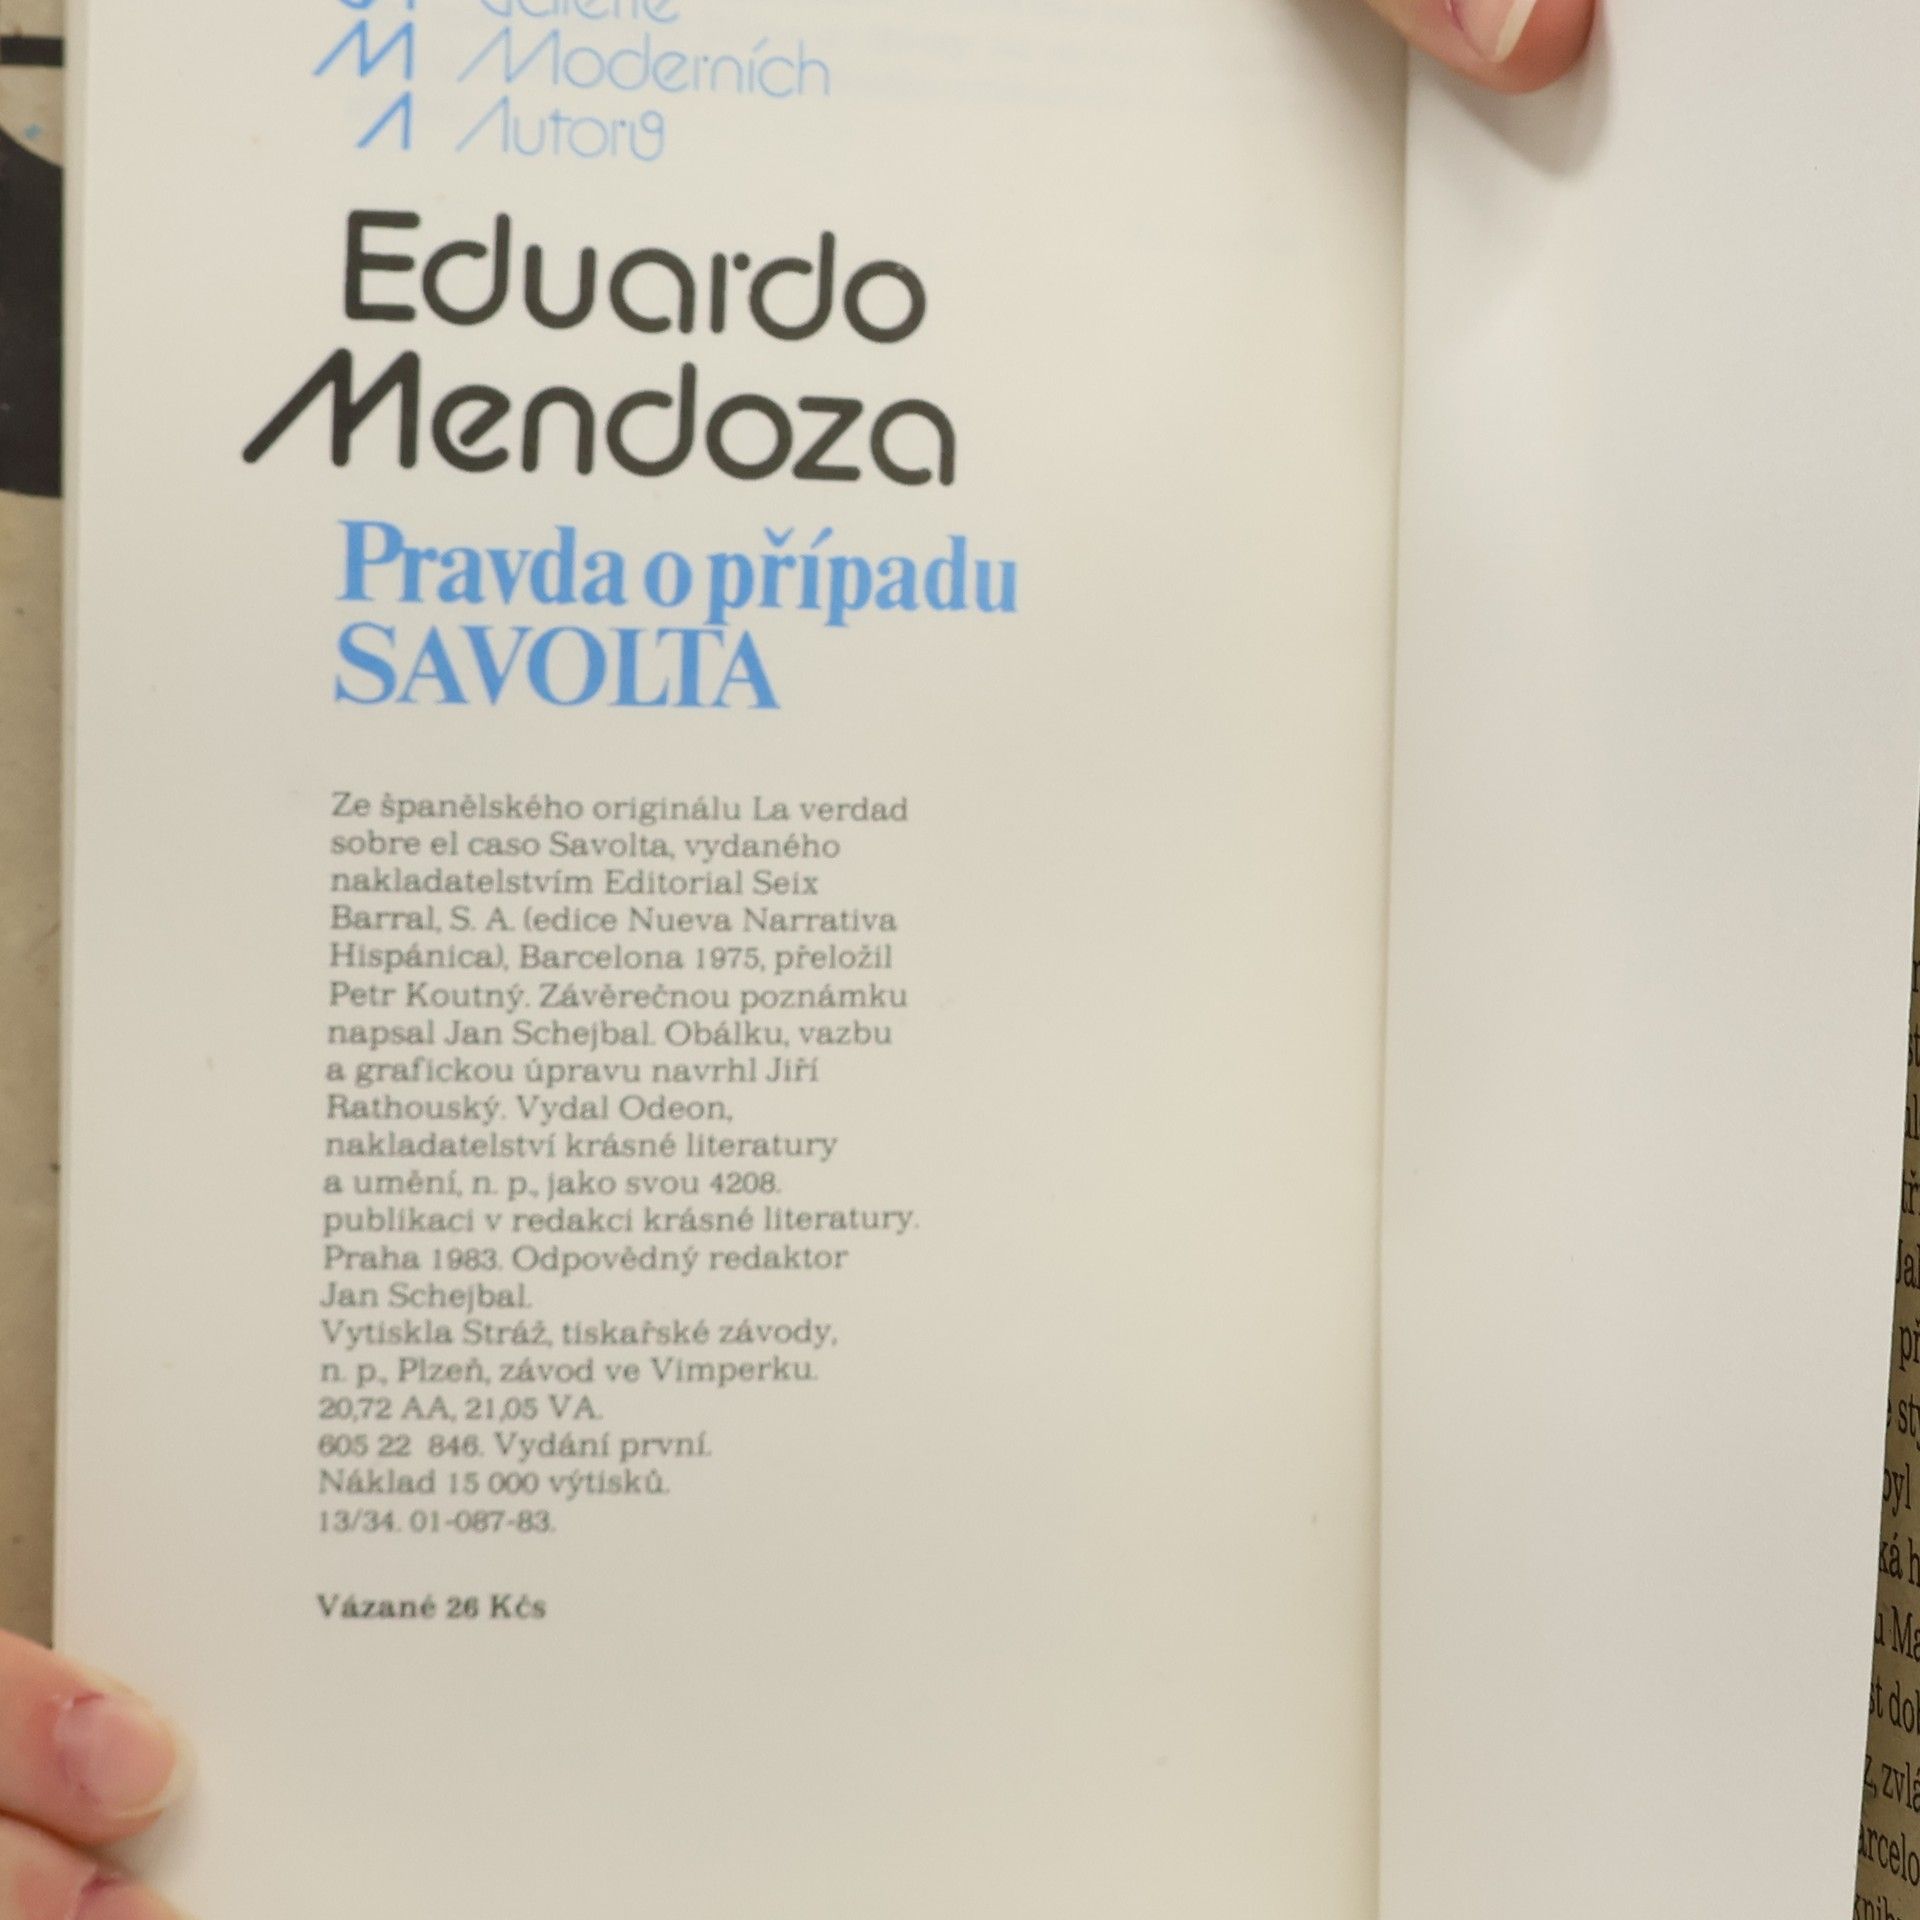 Galerie
M Moderních
A Autorů
Eduardo
Mendoza
Pravda o případu
SAVOLTA
Ze španělského originálu La verdad
sobre el caso Savolta, vydaného
nakladatelstvím Editorial Seix
Barral, S. A. (edice Nueva Narrativa
Hispánica), Barcelona 1975, přeložil
Petr Koutný. Závěrečnou poznámku
napsal Jan Schejbal. Obálku, vazbu
a grafickou úpravu navrhl Jiří
Rathouský. Vydal Odeon,
nakladatelství krásné literatury
a umění, n. p., jako svou 4208.
publikaci v redakci krásné literatury.
Praha 1983. Odpovědný redaktor
Jan Schejbal.
Vytiskla Stráž, tiskařské závody,
n. p., Plzeň, závod ve Vimperku.
20,72 AA, 21,05 VA.
605 22 846. Vydání první.
Náklad 15 000 výtisků.
13/34. 01-087-83.
Vázané 26 Kčs